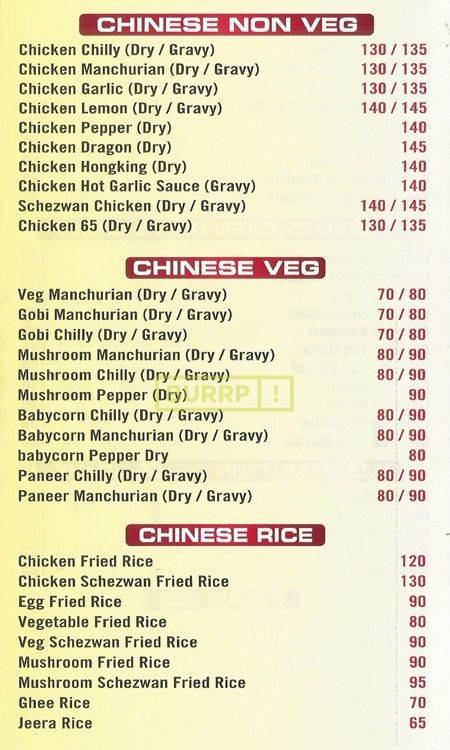 CHINESE NON VEG
Chicken Chilly (Dry / Gravy) 130 / 135
Chicken Manchurian (Dry / Gravy) 130 / 135
Chicken Garlic (Dry / Gravy) 130 / 135
Chicken Lemon (Dry / Gravy) 140 / 145
Chicken Pepper (Dry) 140
Chicken Dragon (Dry) 145
Chicken Hongking (Dry) 140
Chicken Hot Garlic Sauce (Gravy) 140
Schezwan Chicken (Dry / Gravy) 140 / 145
Chicken 65 (Dry / Gravy) 130 / 135
CHINESE VEG
Veg Manchurian (Dry / Gravy) 70 / 80
Gobi Manchurian (Dry / Gravy) 70 / 80
Gobi Chilly (Dry / Gravy) 70 / 80
Mushroom Manchurian (Dry / Gravy) 80 / 90
Mushroom Chilly (Dry / Gravy) 80 / 90
Mushroom Pepper (Dry) 90
BURRP !
Babycorn Chilly (Dry / Gravy) 80 / 90
Babycorn Manchurian (Dry / Gravy) 80 / 90
babycorn Pepper Dry 80
Paneer Chilly (Dry / Gravy) 80 / 90
Paneer Manchurian (Dry / Gravy) 80 / 90
CHINESE RICE
Chicken Fried Rice 120
Chicken Schezwan Fried Rice 130
Egg Fried Rice 90
Vegetable Fried Rice 80
Veg Schezwan Fried Rice 90
Mushroom Fried Rice 90
Mushroom Schezwan Fried Rice 95
Ghee Rice 70
Jeera Rice 65